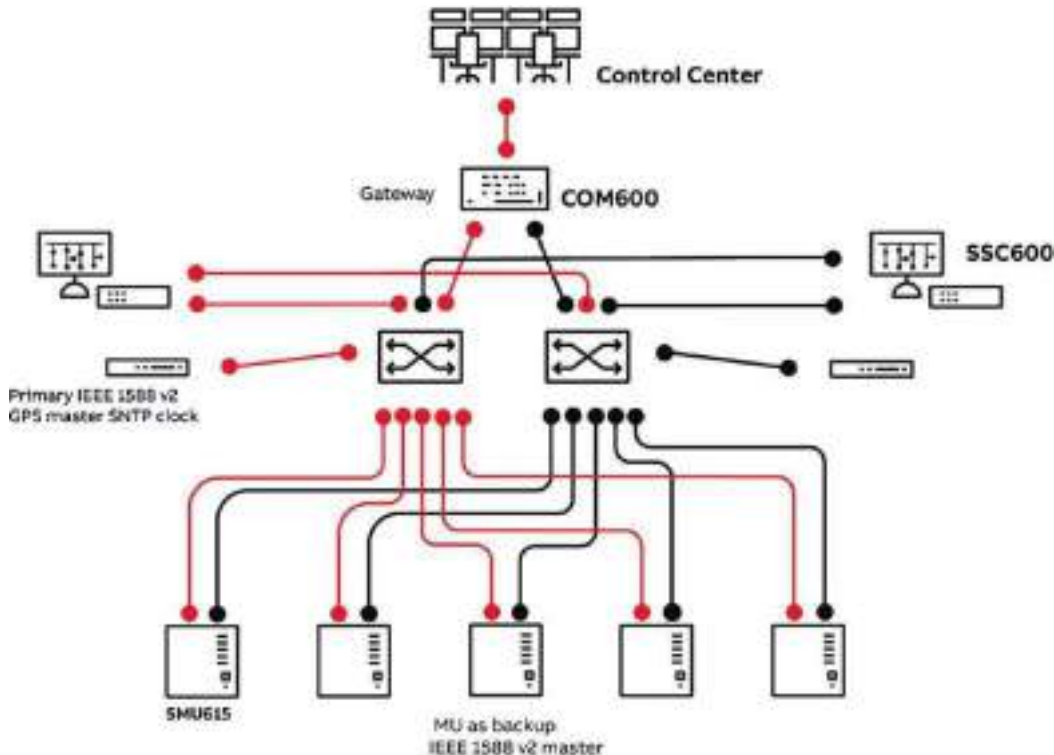 Control Center
Gateway
COM600
SSC600
Primary IEEE 1588 v2
GPS master SNTP clock
SMU615
MU as backup
IEEE 1588 v2 master